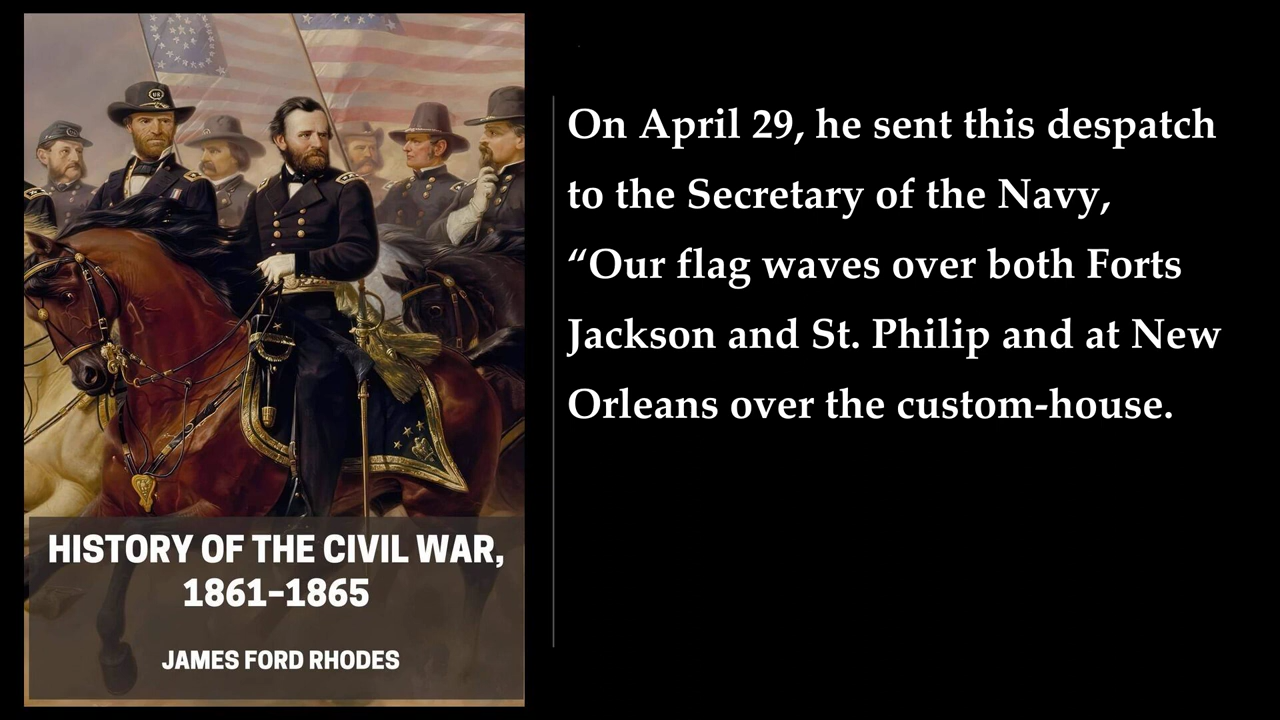 HISTORY OF THE CIVIL WAR,
1861–1865
JAMES FORD RHODES
On April 29, he sent this despatch
to the Secretary of the Navy,
“Our flag waves over both Forts
Jackson and St. Philip and at New
Orleans over the custom-house.